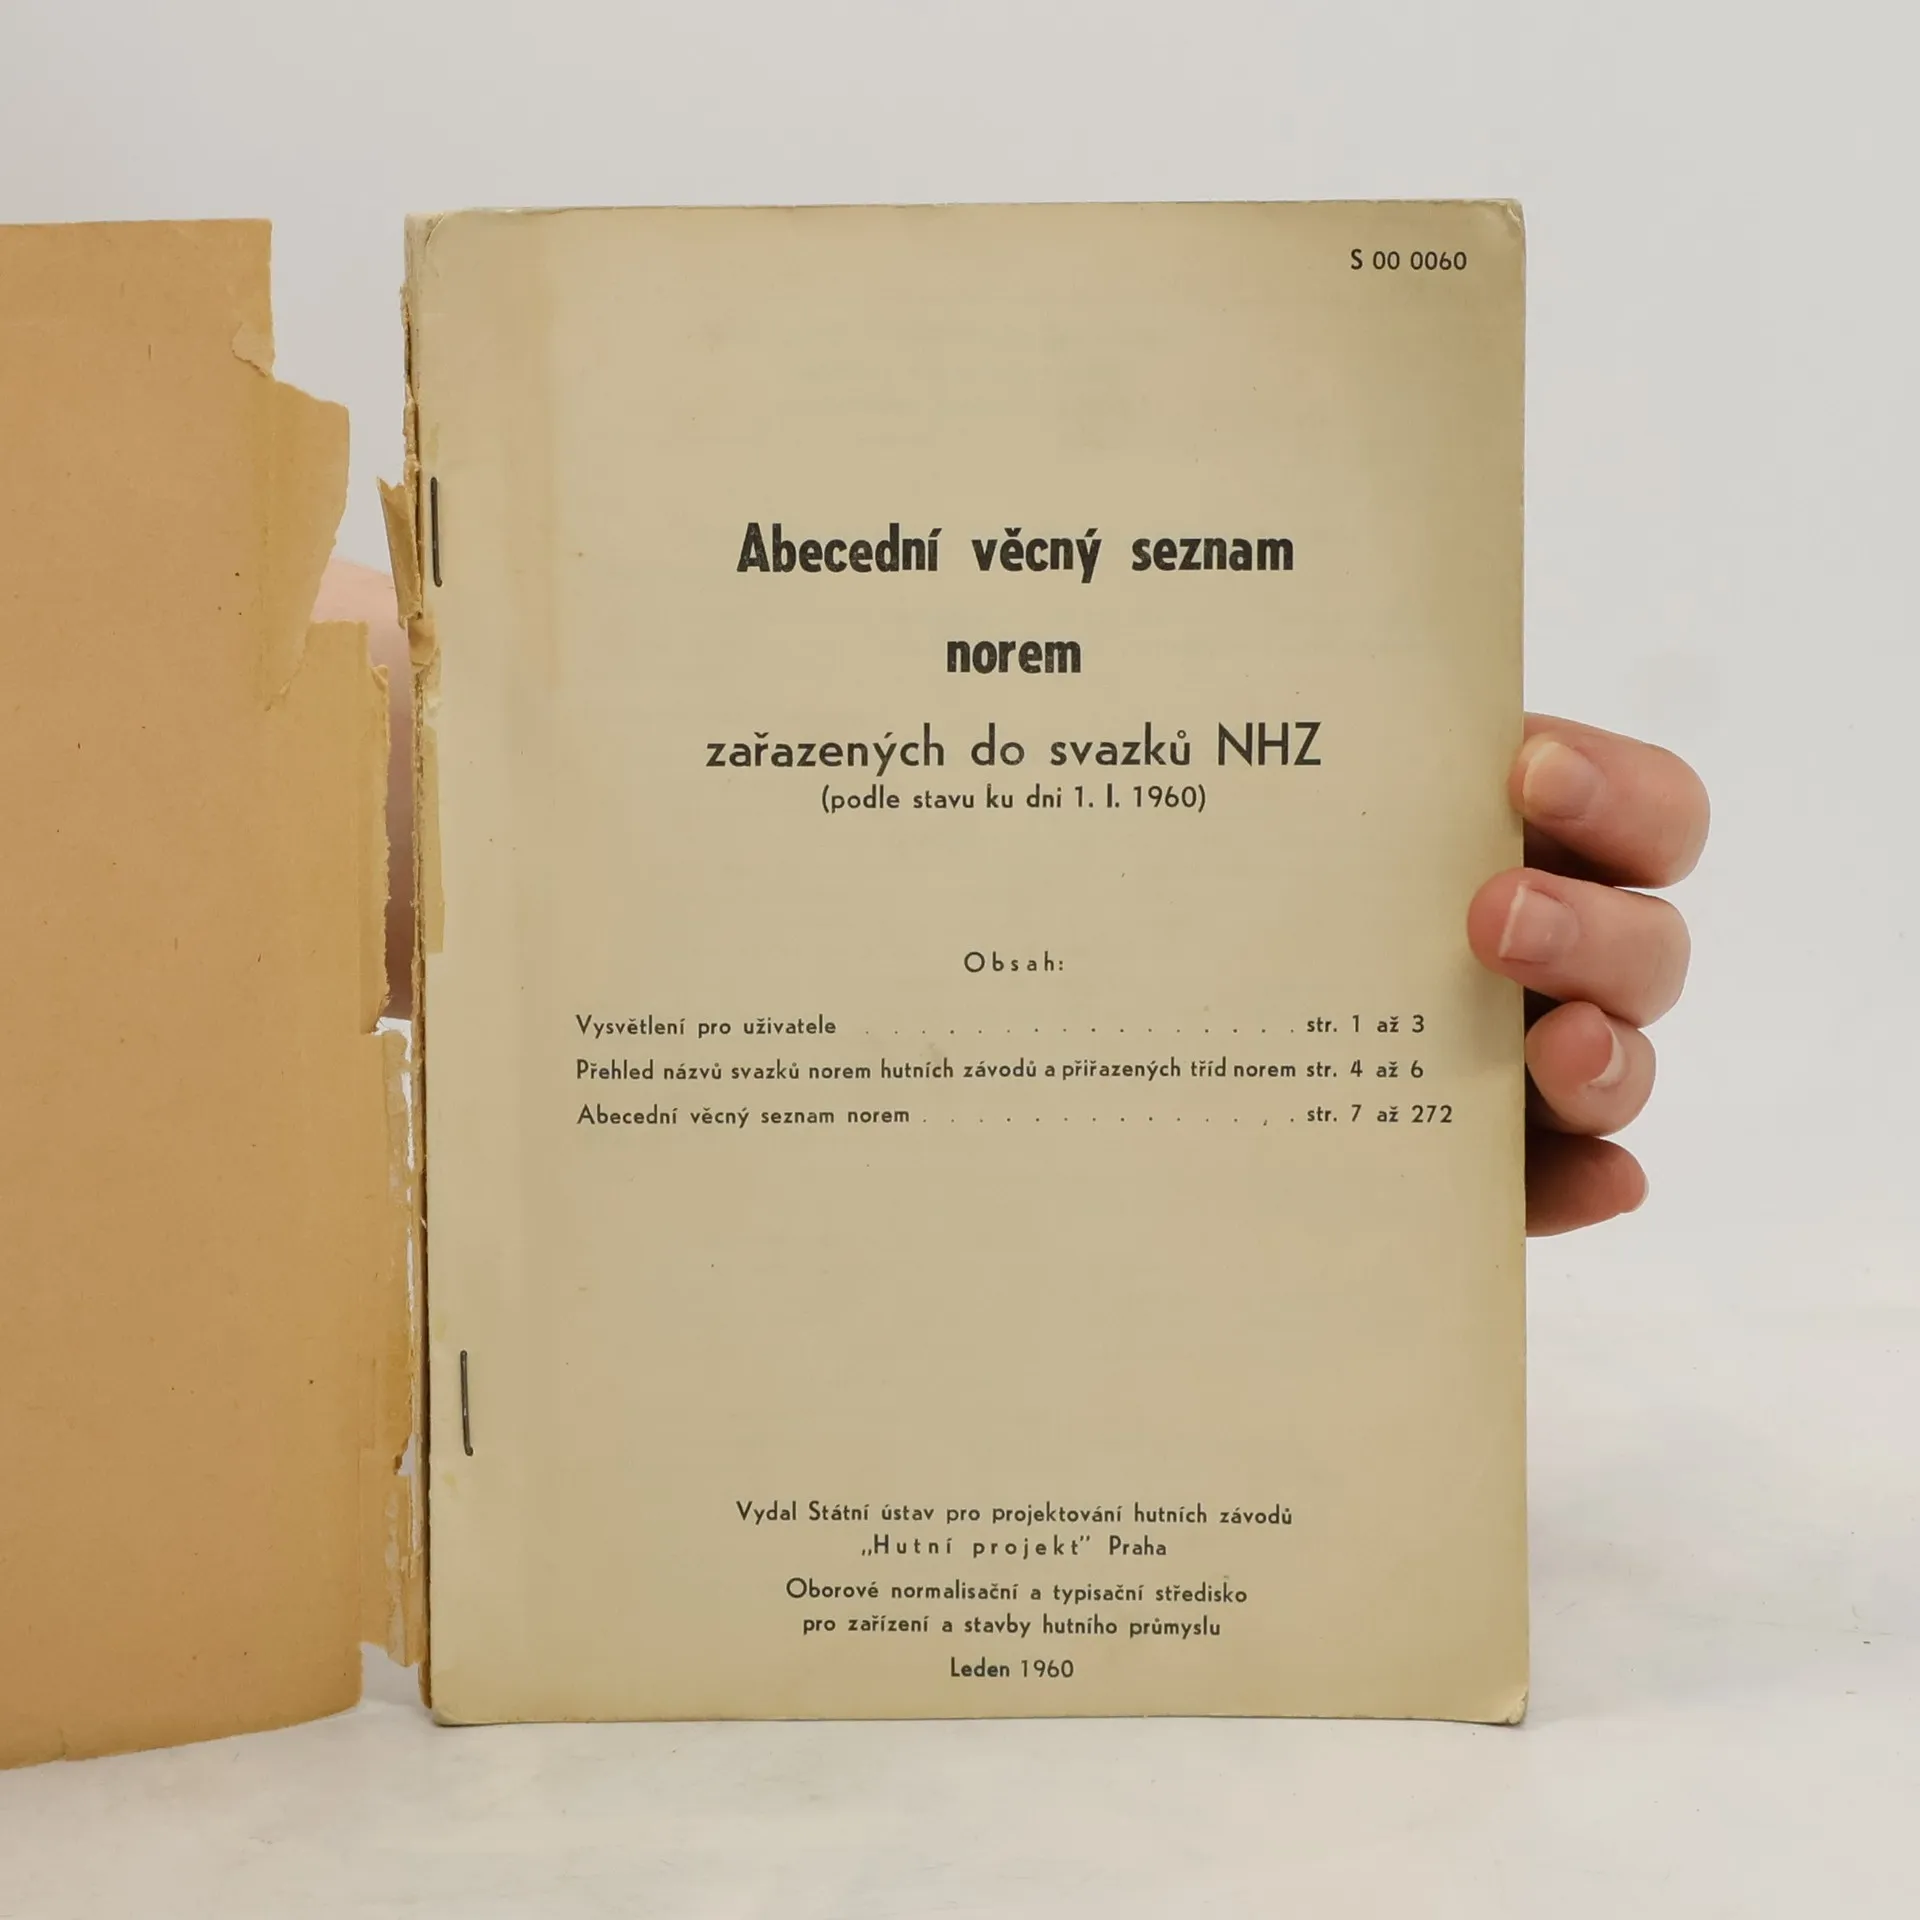 S 00 0060
Abecední věcný seznam
norem
zařazených do svazků NHZ
(podle stavu ku dni 1. I. 1960)
Obsah:
Vysvětlení pro uživatele . . . . . . . . . . . . . . . . str. 1 až 3
Přehled názvů svazků norem hutních závodů a přiřazených tříd norem str. 4 až 6
Abecední věcný seznam norem . . . . . . . . . . . . . . str. 7 až 272
Vydal Státní ústav pro projektování hutních závodů
„Hutní projekt" Praha
Oborové normalisační a typisační středisko
pro zařízení a stavby hutního průmyslu
Leden 1960